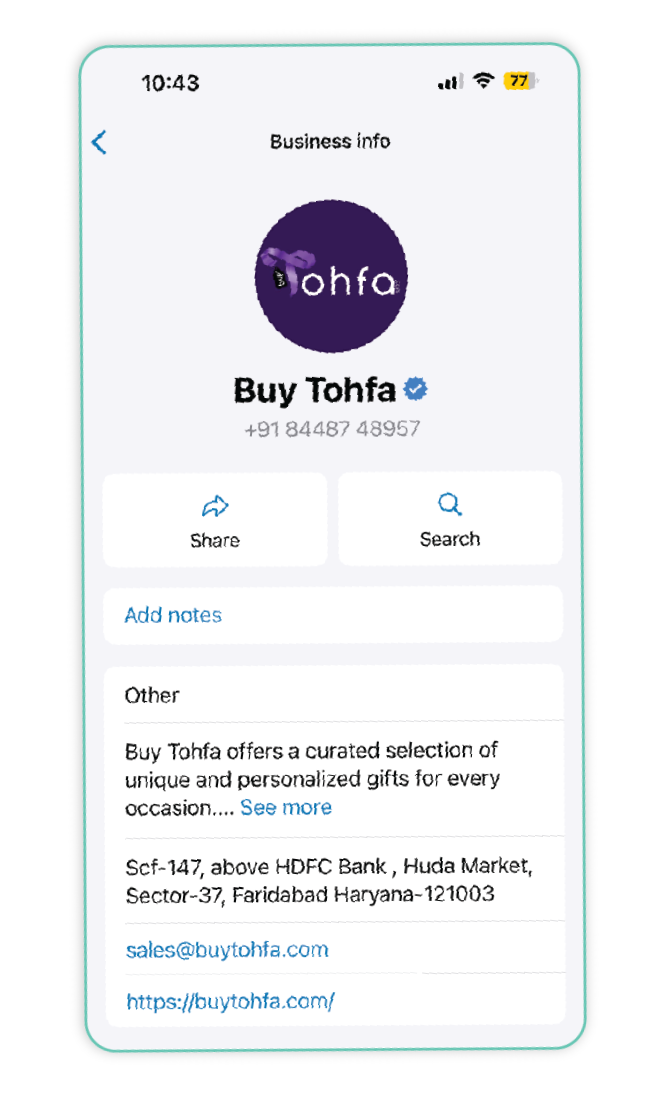 10:43
77
Business info
Buy
Tohfa
Buy Tohfa
+91 84487 48957
Share
Search
Add notes
Other
Buy Tohfa offers a curated selection of
unique and personalized gifts for every
occasion.... See more
Scf-147, above HDFC Bank , Huda Market,
Sector-37, Faridabad Haryana-121003
sales@buytohfa.com
https://buytohfa.com/